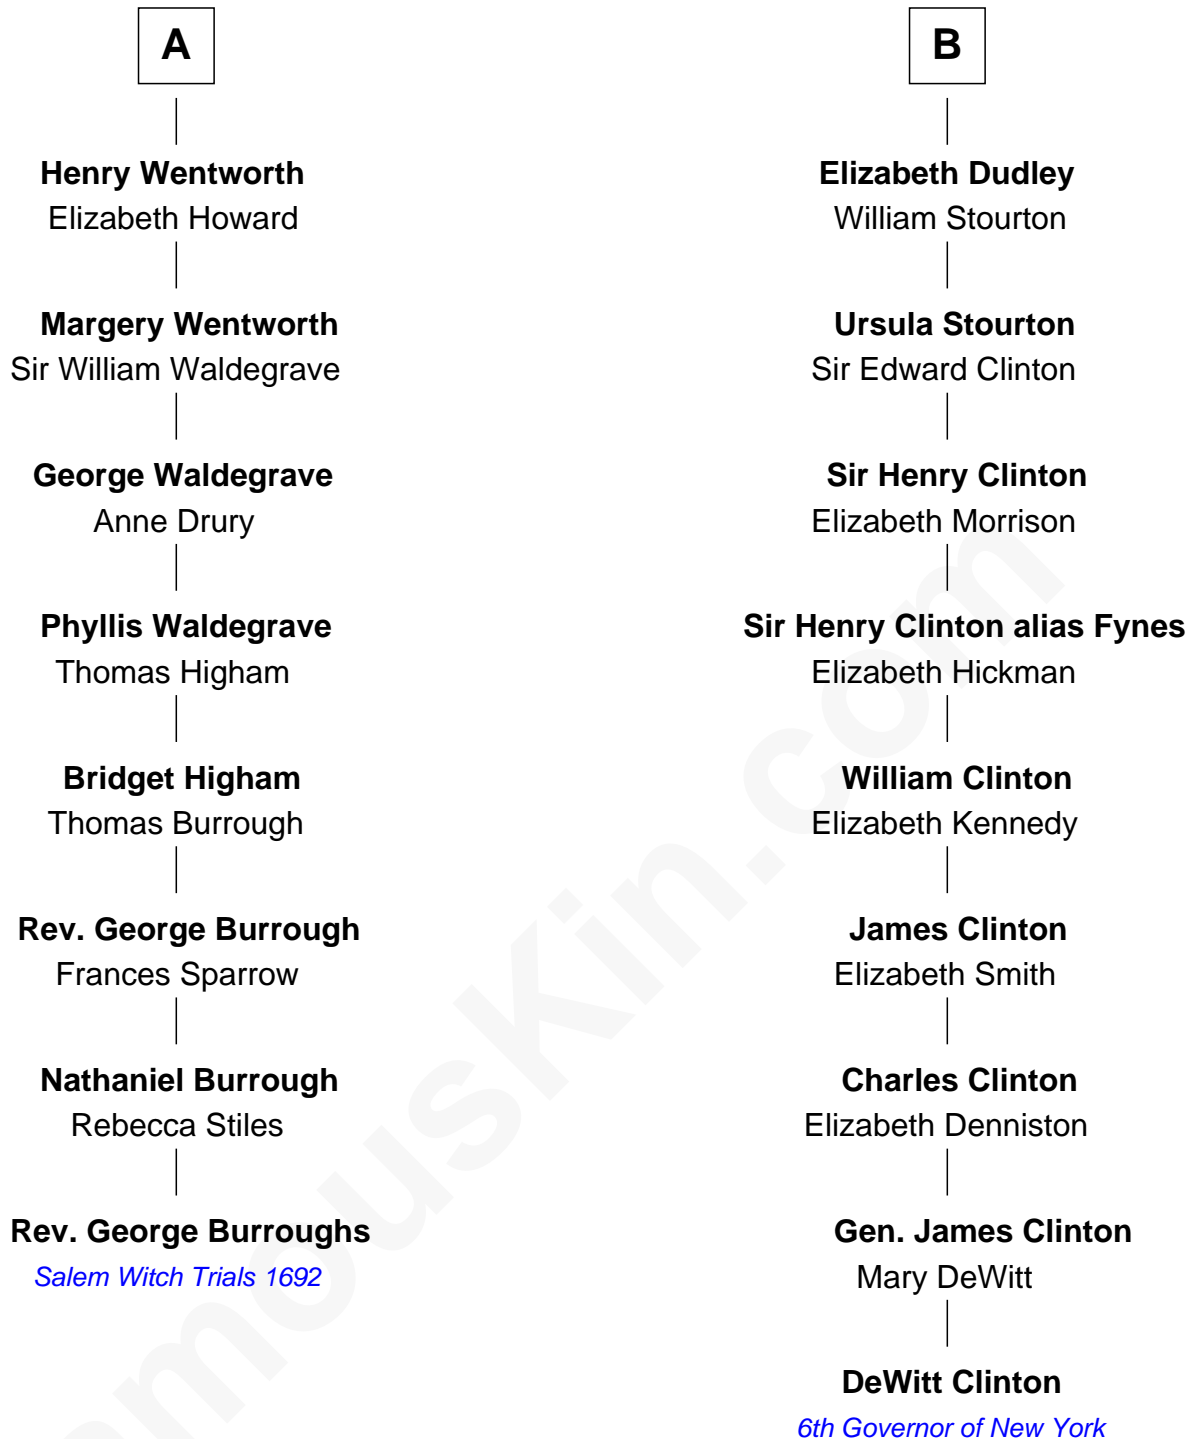 A
Henry Wentworth
Elizabeth Howard
Margery Wentworth
Sir William Waldegrave
George Waldegrave
Anne Drury
Phyllis Waldegrave
Thomas Higham
Bridget Higham
Thomas Burrough
Rev. George Burrough
Frances Sparrow
Nathaniel Burrough
Rebecca Stiles
Rev. George Burroughs
Salem Witch Trials 1692
B
Elizabeth Dudley
William Stourton
Ursula Stourton
Sir Edward Clinton
Sir Henry Clinton
Elizabeth Morrison
Sir Henry Clinton alias Fynes
Elizabeth Hickman
William Clinton
Elizabeth Kennedy
James Clinton
Elizabeth Smith
Charles Clinton
Elizabeth Denniston
Gen. James Clinton
Mary DeWitt
DeWitt Clinton
6th Governor of New York
amouskin.com